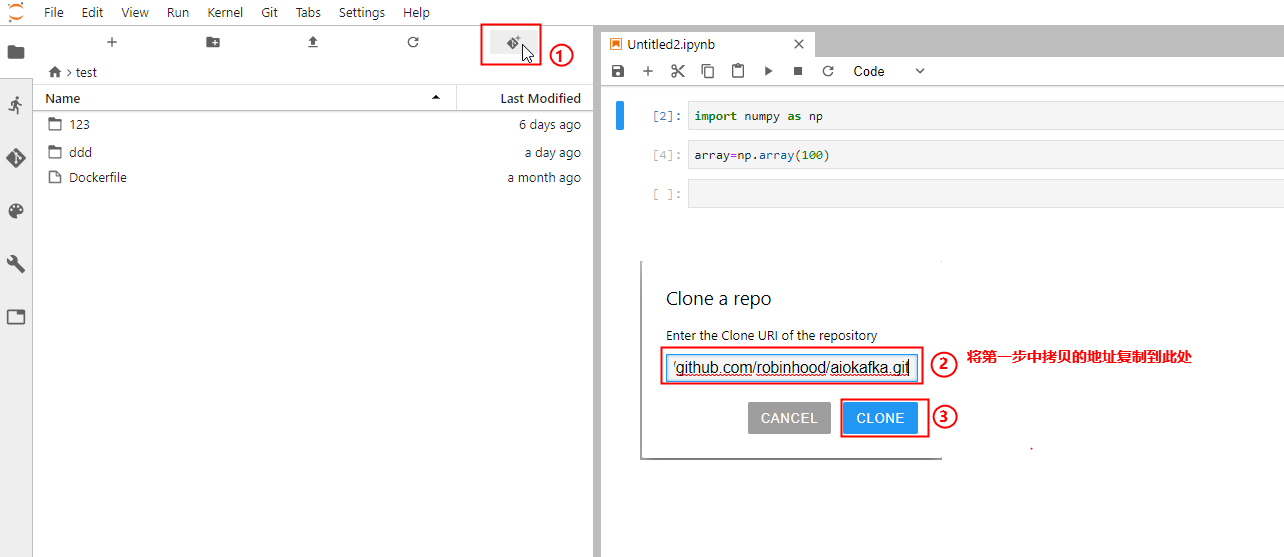 File Edit View Run Kernel Git Tabs Settings Help
①
test
Name Last Modified
123 6 days ago
ddd a day ago
Dockerfile a month ago
Untitled2.ipynb
Code
[2]: import numpy as np
[4]: array=np.array(100)
[ ]:
Clone a repo
Enter the Clone URI of the repository
/github.com/robinhood/aiokafka.git
② 将第一步中拷贝的地址复制到此处
CANCEL CLONE ③